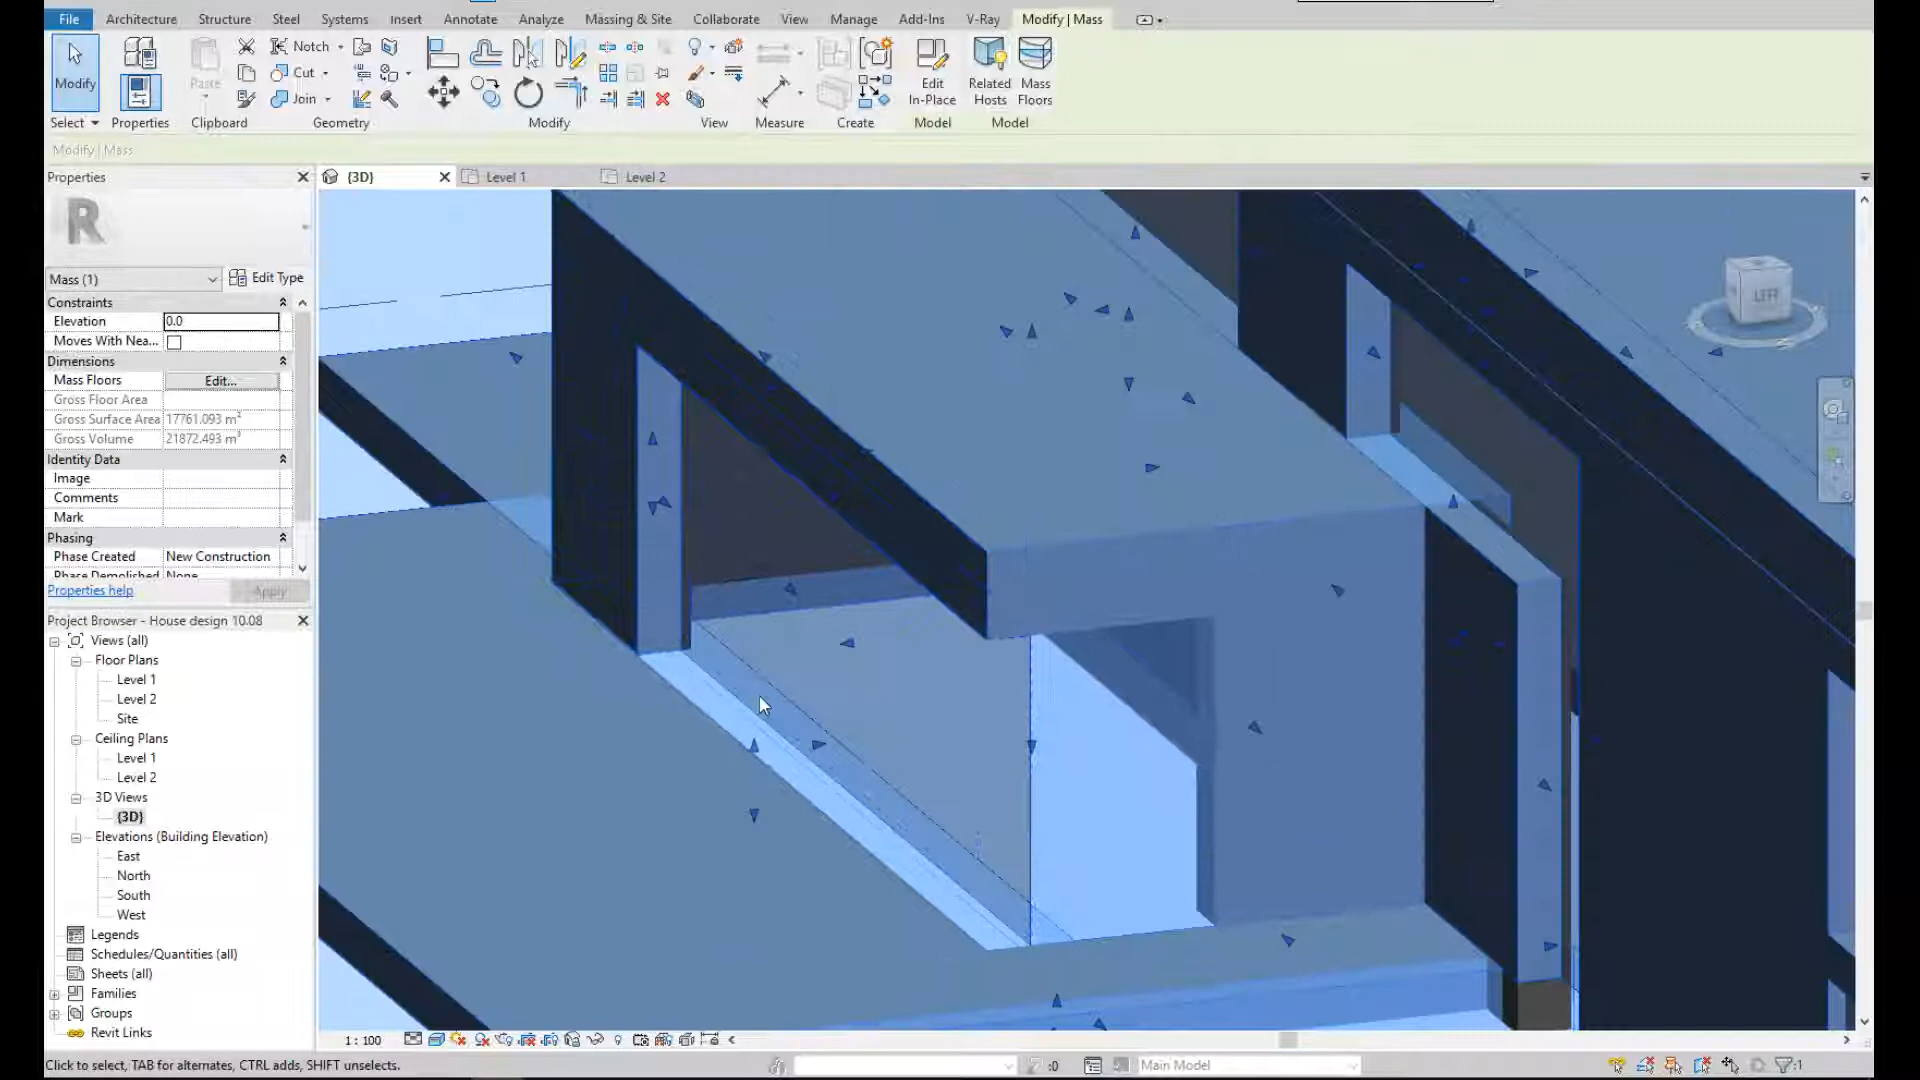 File Architecture Structure Steel Systems Insert Annotate Analyze Massing & Site Collaborate View Manage Add-Ins V-Ray Modify | Mass
Modify
Notch
Cut
Join
Paste
Edit In-Place
Related Hosts
Mass Floors
Select Properties Clipboard Geometry Modify View Measure Create Model Model
Modify | Mass
Properties
{3D} Level 1 Level 2
R
Mass (1) Edit Type
Constraints
Elevation 0.0
Moves With Nea...
Dimensions
Mass Floors Edit...
Gross Floor Area
Gross Surface Area 17761.093 m²
Gross Volume 21872.493 m³
Identity Data
Image
Comments
Mark
Phasing
Phase Created New Construction
Phase Demolished None
Properties help Apply
Project Browser - House design 10.08
Views (all)
Floor Plans
Level 1
Level 2
Site
Ceiling Plans
Level 1
Level 2
3D Views
{3D}
Elevations (Building Elevation)
East
North
South
West
Legends
Schedules/Quantities (all)
Sheets (all)
Families
Groups
Revit Links
LEFT
1 : 100
Click to select, TAB for alternates, CTRL adds, SHIFT unselects. :0 Main Model :1